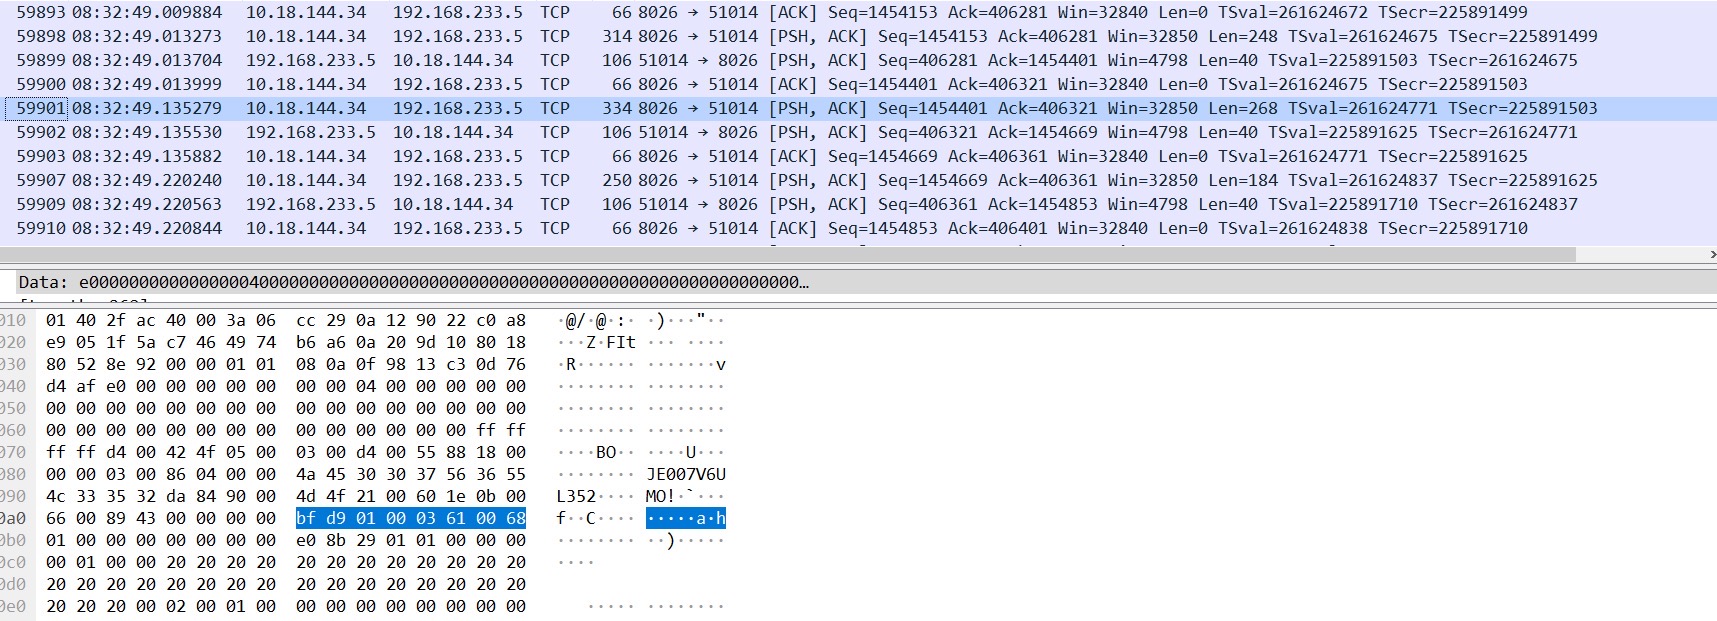 59893 08:32:49.009884 10.18.144.34 192.168.233.5 TCP 66 8026 → 51014 [ACK] Seq=1454153 Ack=406281 Win=32840 Len=0 TSval=261624672 TSecr=225891499
59898 08:32:49.013273 10.18.144.34 192.168.233.5 TCP 314 8026 → 51014 [PSH, ACK] Seq=1454153 Ack=406281 Win=32850 Len=248 TSval=261624675 TSecr=225891499
59899 08:32:49.013704 192.168.233.5 10.18.144.34 TCP 106 51014 → 8026 [PSH, ACK] Seq=406281 Ack=1454401 Win=4798 Len=40 TSval=225891503 TSecr=261624675
59900 08:32:49.013999 10.18.144.34 192.168.233.5 TCP 66 8026 → 51014 [ACK] Seq=1454401 Ack=406321 Win=32840 Len=0 TSval=261624675 TSecr=225891503
59901 08:32:49.135279 10.18.144.34 192.168.233.5 TCP 334 8026 → 51014 [PSH, ACK] Seq=1454401 Ack=406321 Win=32850 Len=268 TSval=261624771 TSecr=225891503
59902 08:32:49.135530 192.168.233.5 10.18.144.34 TCP 106 51014 → 8026 [PSH, ACK] Seq=406321 Ack=1454669 Win=4798 Len=40 TSval=225891625 TSecr=261624771
59903 08:32:49.135882 10.18.144.34 192.168.233.5 TCP 66 8026 → 51014 [ACK] Seq=1454669 Ack=406361 Win=32840 Len=0 TSval=261624771 TSecr=225891625
59907 08:32:49.220240 10.18.144.34 192.168.233.5 TCP 250 8026 → 51014 [PSH, ACK] Seq=1454669 Ack=406361 Win=32850 Len=184 TSval=261624837 TSecr=225891625
59909 08:32:49.220563 192.168.233.5 10.18.144.34 TCP 106 51014 → 8026 [PSH, ACK] Seq=406361 Ack=1454853 Win=4798 Len=40 TSval=225891710 TSecr=261624837
59910 08:32:49.220844 10.18.144.34 192.168.233.5 TCP 66 8026 → 51014 [ACK] Seq=1454853 Ack=406401 Win=32840 Len=0 TSval=261624838 TSecr=225891710
Data: e00000000000000004000000000000000000000000000000000000000000000000000000…
010 01 40 2f ac 40 00 3a 06 cc 29 0a 12 90 22 c0 a8 ·@/·@·:· ·)···"··
020 e9 05 1f 5a c7 46 49 74 b6 a6 0a 20 9d 10 80 18 ···Z·FIt ··· ····
030 80 52 8e 92 00 00 01 01 08 0a 0f 98 13 c3 0d 76 ·R······ ·······v
040 d4 af e0 00 00 00 00 00 00 00 04 00 00 00 00 00 ········ ········
050 00 00 00 00 00 00 00 00 00 00 00 00 00 00 00 00 ········ ········
060 00 00 00 00 00 00 00 00 00 00 00 00 00 00 ff ff ········ ········
070 ff ff d4 00 42 4f 05 00 03 00 d4 00 55 88 18 00 ····BO·· ····U···
080 00 00 03 00 86 04 00 00 4a 45 30 30 37 56 36 55 ········ JE007V6U
090 4c 33 35 32 da 84 90 00 4d 4f 21 00 60 1e 0b 00 L352···· MO!·`···
0a0 66 00 89 43 00 00 00 00 bf d9 01 00 03 61 00 68 f··C···· ·····a·h
0b0 01 00 00 00 00 00 00 00 e0 8b 29 01 01 00 00 00 ········ ··)·····
0c0 00 01 00 00 20 20 20 20 20 20 20 20 20 20 20 20 ····
0d0 20 20 20 20 20 20 20 20 20 20 20 20 20 20 20 20
0e0 20 20 20 00 02 00 01 00 00 00 00 00 00 00 00 00 ····· ········